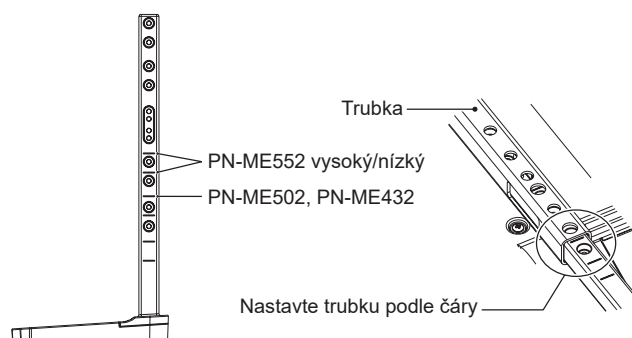 Trubka
PN-ME552 vysoký/nízký
PN-ME502, PN-ME432
Nastavte trubku podle čáry